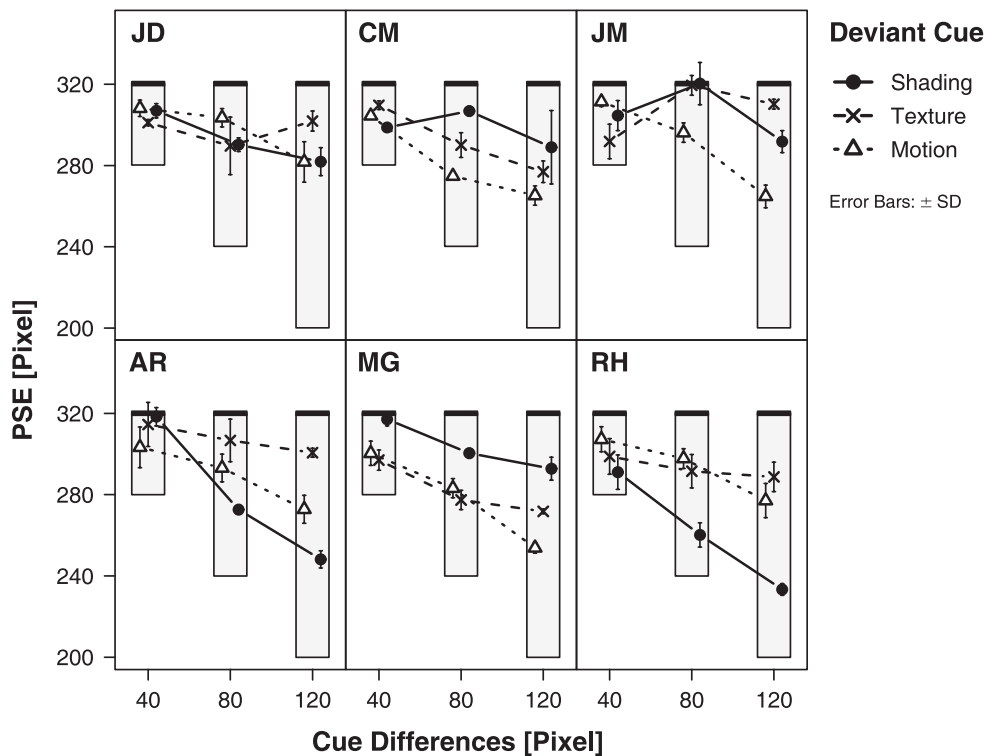 JD
CM
JM
Deviant Cue
Shading
Texture
Motion
Error Bars: ± SD
320
280
240
200
AR
MG
RH
320
280
240
200
PSE [Pixel]
40 80 120 40 80 120 40 80 120
Cue Differences [Pixel]